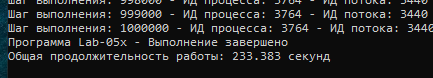 Шаг выполнения: 998000 - ИД процесса: 3764 - ИД потока: 3440
Шаг выполнения: 999000 - ИД процесса: 3764 - ИД потока: 3440
Шаг выполнения: 1000000 - ИД процесса: 3764 - ИД потока: 3440
Программа Lab-05x - Выполнение завершено
Общая продолжительность работы: 233.383 секунд